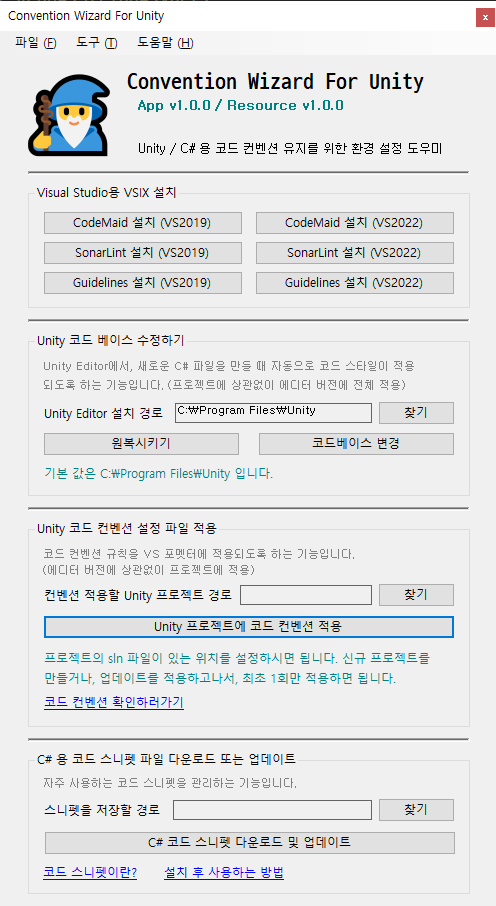 Convention Wizard For Unity
x
파일 (F) 도구 (T) 도움말 (H)
Convention Wizard For Unity
App v1.0.0 / Resource v1.0.0
Unity / C# 용 코드 컨벤션 유지를 위한 환경 설정 도우미
Visual Studio용 VSIX 설치
CodeMaid 설치 (VS2019) CodeMaid 설치 (VS2022)
SonarLint 설치 (VS2019) SonarLint 설치 (VS2022)
Guidelines 설치 (VS2019) Guidelines 설치 (VS2022)
Unity 코드 베이스 수정하기
Unity Editor에서, 새로운 C# 파일을 만들 때 자동으로 코드 스타일이 적용
되도록 하는 기능입니다. (프로젝트에 상관없이 에디터 버전에 전체 적용)
Unity Editor 설치 경로 C:₩Program Files₩Unity 찾기
원복시키기 코드베이스 변경
기본 값은 C:₩Program Files₩Unity 입니다.
Unity 코드 컨벤션 설정 파일 적용
코드 컨벤션 규칙을 VS 포멧터에 적용되도록 하는 기능입니다.
(에디터 버전에 상관없이 프로젝트에 적용)
컨벤션 적용할 Unity 프로젝트 경로 찾기
Unity 프로젝트에 코드 컨벤션 적용
프로젝트의 sln 파일이 있는 위치를 설정하시면 됩니다. 신규 프로젝트를
만들거나, 업데이트를 적용하고나서, 최초 1회만 적용하면 됩니다.
코드 컨벤션 확인하러가기
C# 용 코드 스니펫 파일 다운로드 또는 업데이트
자주 사용하는 코드 스니펫을 관리하는 기능입니다.
스니펫을 저장할 경로 찾기
C# 코드 스니펫 다운로드 및 업데이트
코드 스니펫이란? 설치 후 사용하는 방법